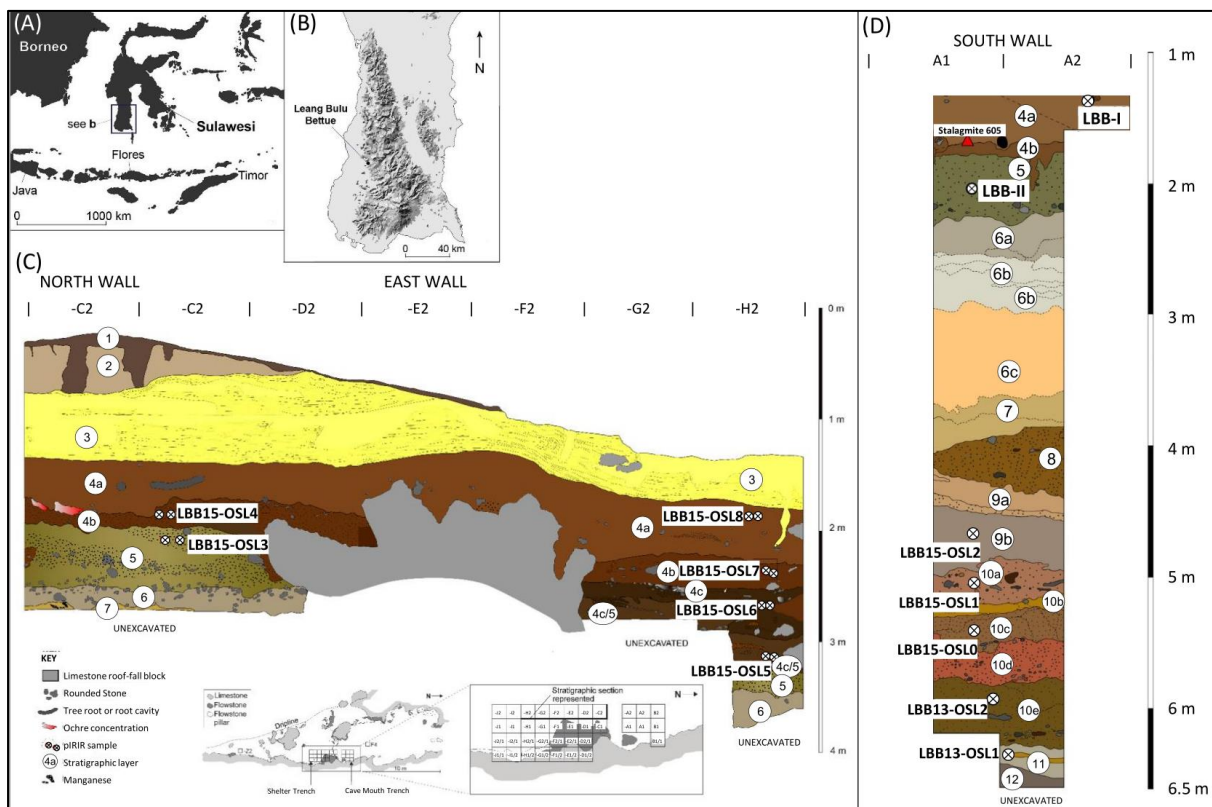 (A)
Borneo
see b
Sulawesi
Flores
Java
Timor
0 1000 km
(B)
N
Leang Bulu
Bettue
0 40 km
(C)
NORTH WALL EAST WALL
-C2 -C2 -D2 -E2 -F2 -G2 -H2
0 m
1 m
2 m
3 m
4 m
1
2
3
3
4a
4b
LBB15-OSL4
LBB15-OSL3
5
6
7
UNEXCAVATED
LBB15-OSL8
4a
4b
LBB15-OSL7
4c
4c/5
LBB15-OSL6
UNEXCAVATED
LBB15-OSL5
4c/5
5
6
UNEXCAVATED
KEY
Limestone roof-fall block
Rounded Stone
Tree root or root cavity
Ochre concentration
pIRIR sample
4a Stratigraphic layer
Manganese
Limestone
Flowstone
Flowstone
pillar
Dripline
N
10 m
Shelter Trench
Cave Mouth Trench
Stratigraphic section
represented
N
(D)
SOUTH WALL
A1 A2
1 m
2 m
3 m
4 m
5 m
6 m
6.5 m
4a
LBB-I
Stalagmite 605
4b
5
LBB-II
6a
6b
6b
6c
7
8
9a
9b
LBB15-OSL2
10a
LBB15-OSL1
10b
10c
LBB15-OSL0
10d
LBB13-OSL2
10e
LBB13-OSL1
11
12
UNEXCAVATED